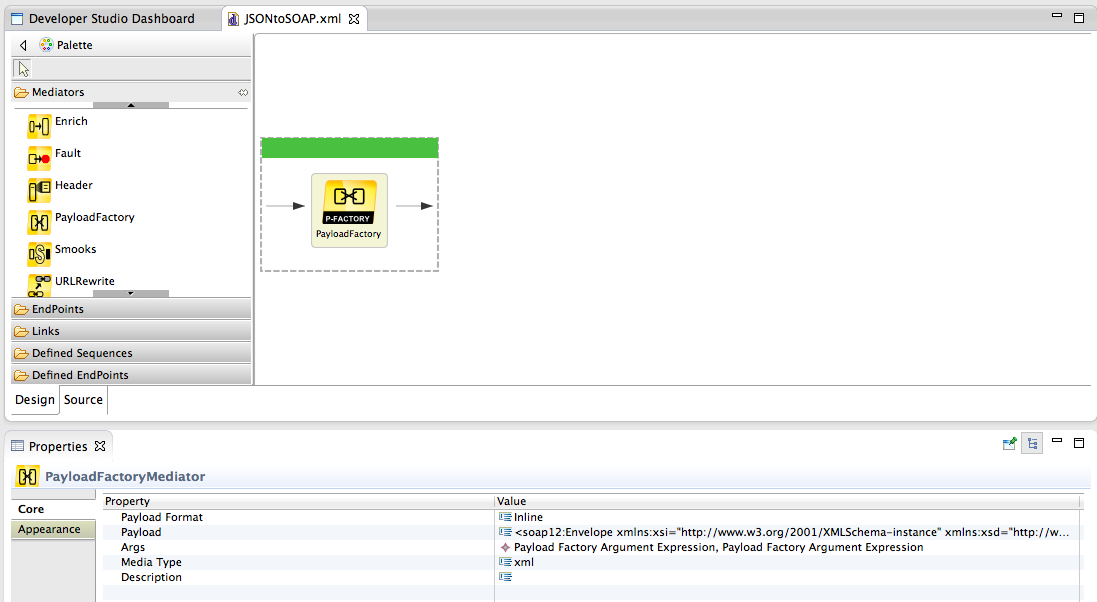 Developer Studio Dashboard
JSONtoSOAP.xml
Palette
Mediators
Enrich
Fault
Header
PayloadFactory
Smooks
URLRewrite
EndPoints
Links
Defined Sequences
Defined EndPoints
P-FACTORY
PayloadFactory
Design Source
Properties
PayloadFactoryMediator
Core
Appearance
Property Value
Payload Format Inline
Payload <soap12:Envelope xmlns:xsi="http://www.w3.org/2001/XMLSchema-instance" xmlns:xsd="http://w...
Args Payload Factory Argument Expression, Payload Factory Argument Expression
Media Type xml
Description